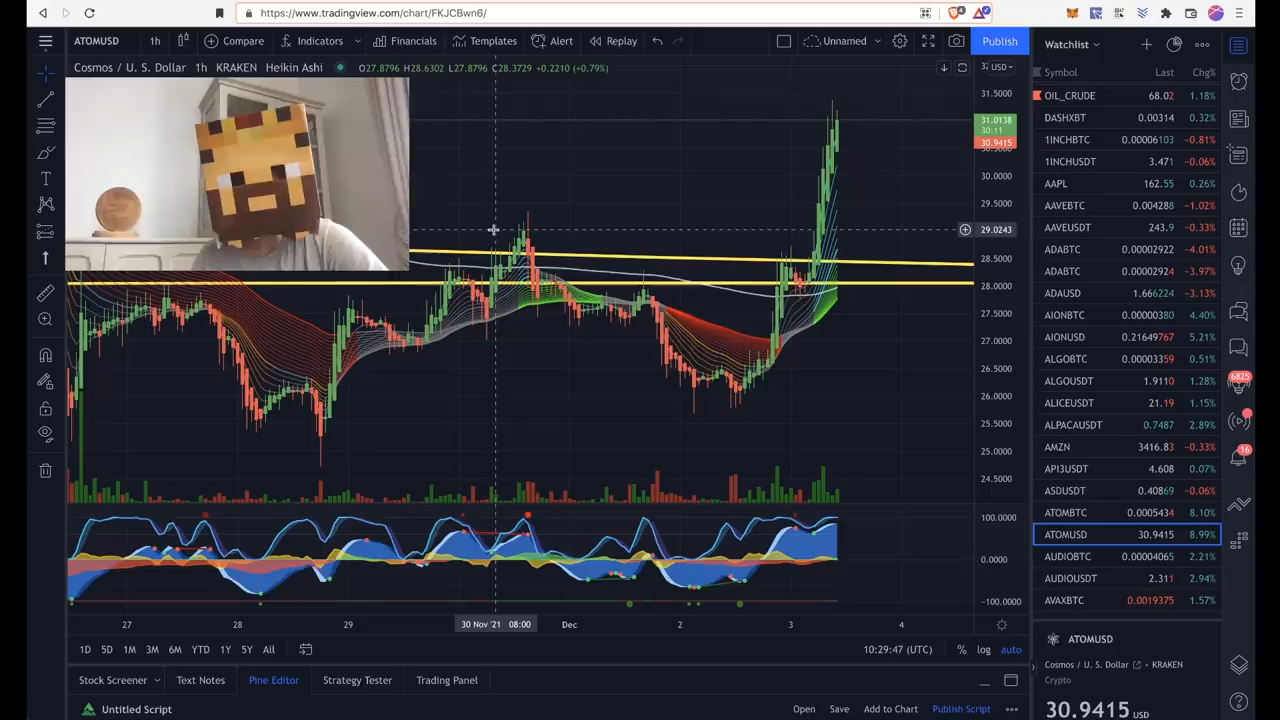 https://www.tradingview.com/chart/FKJCBwn6/
4
ATOMUSD 1h Compare Indicators Financials Templates Alert Replay Unnamed Publish
Watchlist
Cosmos / U. S. Dollar 1h KRAKEN Heikin Ashi O27.8796 H28.6302 L27.8796 C28.3729 +0.2210 (+0.79%)
USD
31.5000
31.0138
30:11
30.9415
30.0000
29.5000
29.0243
28.5000
28.0000
27.5000
27.0000
26.5000
26.0000
25.5000
25.0000
24.5000
100.0000
0.0000
−100.0000
27 28 29 30 Nov '21 08:00 Dec 2 3 4
1D 5D 1M 3M 6M YTD 1Y 5Y All
10:29:47 (UTC) % log auto
Stock Screener Text Notes Pine Editor Strategy Tester Trading Panel
Untitled Script Open Save Add to Chart Publish Script
Symbol Last Chg%
OIL_CRUDE 68.02 1.18%
DASHXBT 0.00314 0.32%
1INCHBTC 0.00006103 −0.81%
1INCHUSDT 3.471 −0.06%
AAPL 162.55 0.26%
AAVEBTC 0.004288 −1.02%
AAVEUSDT 243.9 −0.33%
ADABTC 0.00002922 −4.01%
ADABTC 0.00002924 −3.97%
ADAUSD 1.666224 −3.13%
AIONBTC 0.00000380 4.40%
AIONUSD 0.21649767 5.21%
ALGOBTC 0.00003359 0.51%
ALGOUSDT 1.9110 1.28%
ALICEUSDT 21.19 1.15%
ALPACAUSDT 0.7487 2.89%
AMZN 3416.83 −0.33%
API3USDT 4.608 0.07%
ASDUSDT 0.40869 −0.06%
ATOMBTC 0.0005434 8.10%
ATOMUSD 30.9415 8.99%
AUDIOBTC 0.00004065 2.21%
AUDIOUSDT 2.311 2.94%
AVAXBTC 0.0019375 1.57%
ATOMUSD
Cosmos / U. S. Dollar • KRAKEN
Crypto
30.9415 USD
6825
16